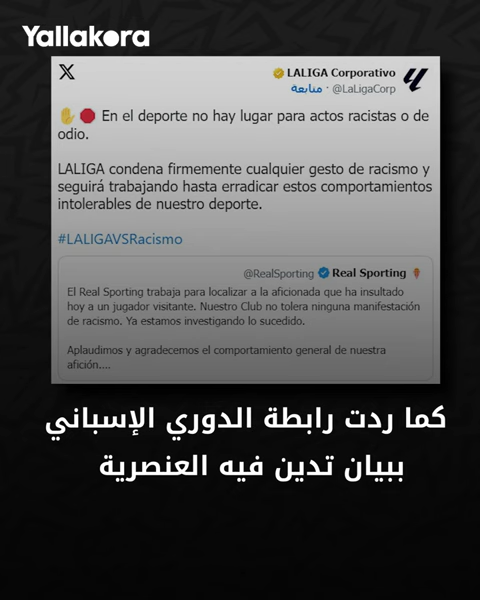 Yallakora
LALIGA Corporativo
@LaLigaCorp · متابعة
En el deporte no hay lugar para actos racistas o de
odio.
LALIGA condena firmemente cualquier gesto de racismo y
seguirá trabajando hasta erradicar estos comportamientos
intolerables de nuestro deporte.
#LALIGAVSRacismo
@RealSporting Real Sporting
El Real Sporting trabaja para localizar a la aficionada que ha insultado
hoy a un jugador visitante. Nuestro Club no tolera ninguna manifestación
de racismo. Ya estamos investigando lo sucedido.
Aplaudimos y agradecemos el comportamiento general de nuestra
afición....
كما ردت رابطة الدوري الإسباني
ببيان تدين فيه العنصرية